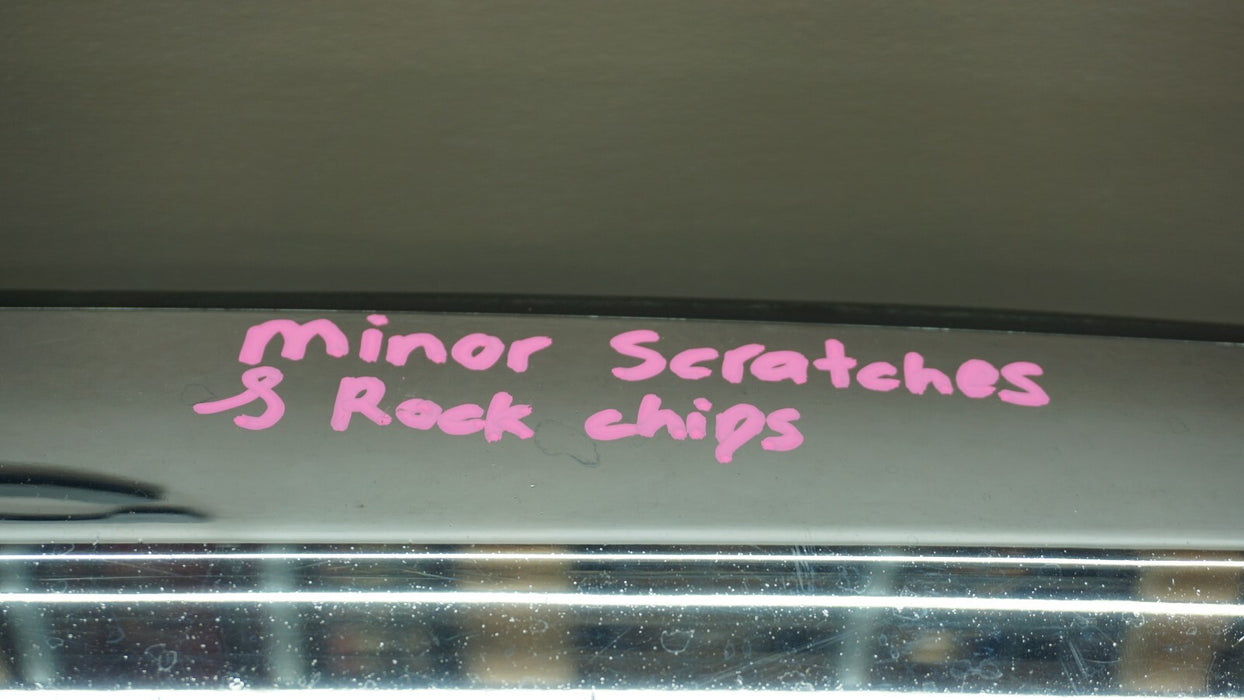 minor Scratches
& Rock chips